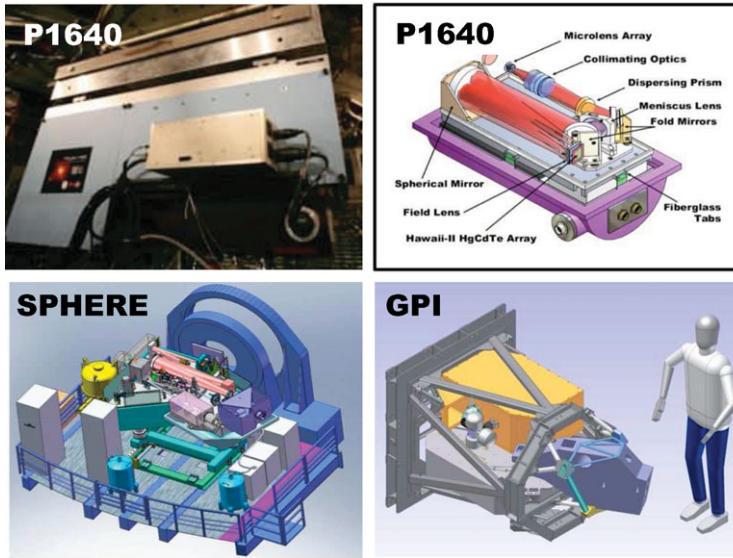 P1640
P1640
Microlens Array
Collimating Optics
Dispersing Prism
Meniscus Lens
Fold Mirrors
Spherical Mirror
Field Lens
Hawaii-II HgCdTe Array
Fiberglass
Tabs
SPHERE
GPI